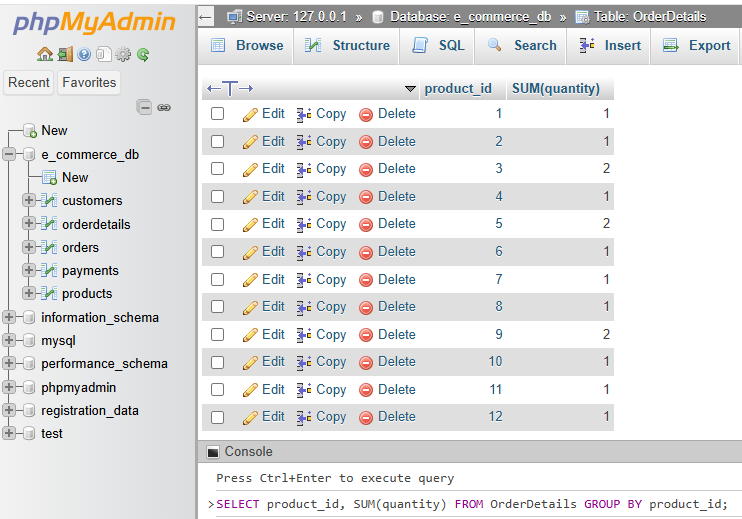 phpMyAdmin
Recent Favorites
New
e_commerce_db
New
customers
orderdetails
orders
payments
products
information_schema
mysql
performance_schema
phpmyadmin
registration_data
test
← Server: 127.0.0.1 » Database: e_commerce_db » Table: OrderDetails
Browse Structure SQL Search Insert Export
←T→ product_id SUM(quantity)
Edit Copy Delete 1 1
Edit Copy Delete 2 1
Edit Copy Delete 3 2
Edit Copy Delete 4 1
Edit Copy Delete 5 2
Edit Copy Delete 6 1
Edit Copy Delete 7 1
Edit Copy Delete 8 1
Edit Copy Delete 9 2
Edit Copy Delete 10 1
Edit Copy Delete 11 1
Edit Copy Delete 12 1
Console
Press Ctrl+Enter to execute query
>SELECT product_id, SUM(quantity) FROM OrderDetails GROUP BY product_id;